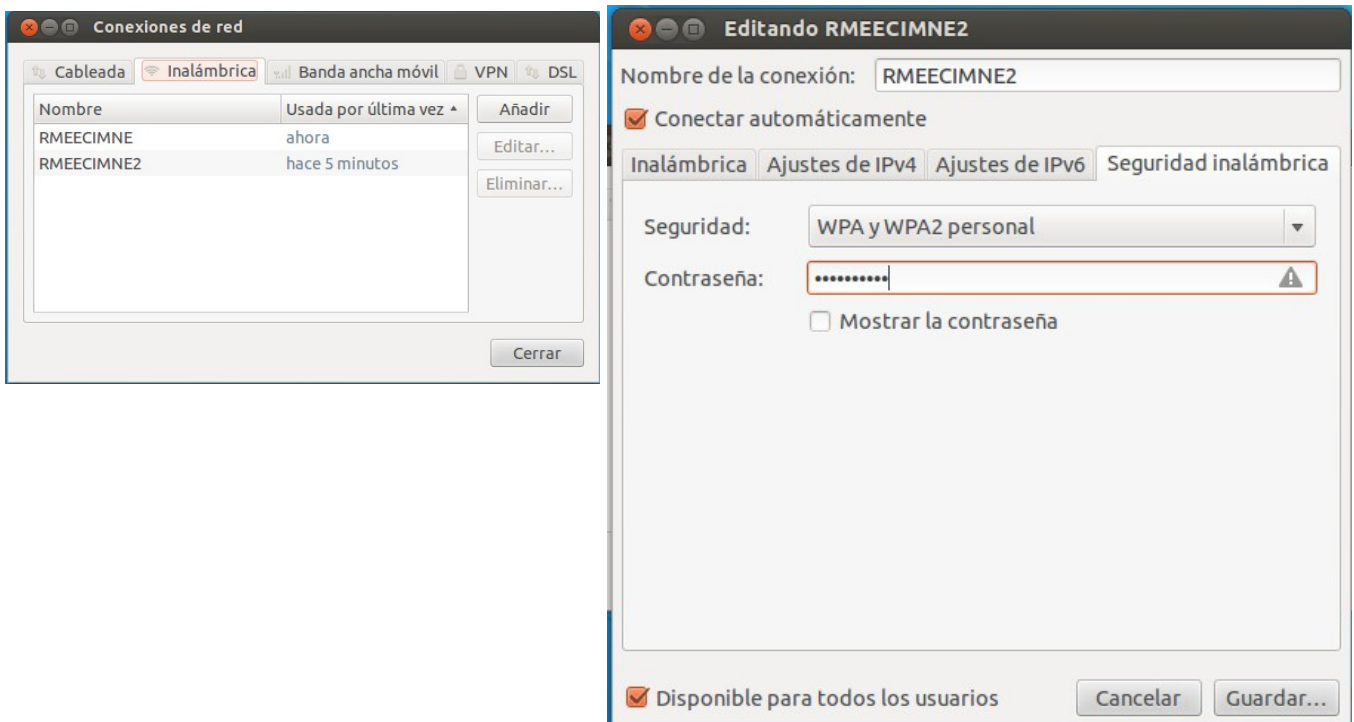 Conexiones de red
Cableada Inalámbrica Banda ancha móvil VPN DSL
Nombre Usada por última vez Añadir
RMEECIMNE ahora
Editar...
RMEECIMNE2 hace 5 minutos
Eliminar...
Cerrar
Editando RMEECIMNE2
Nombre de la conexión: RMEECIMNE2
Conectar automáticamente
Inalámbrica Ajustes de IPv4 Ajustes de IPv6 Seguridad inalámbrica
Seguridad: WPA y WPA2 personal
Contraseña: ••••••••••
Mostrar la contraseña
Disponible para todos los usuarios Cancelar Guardar...